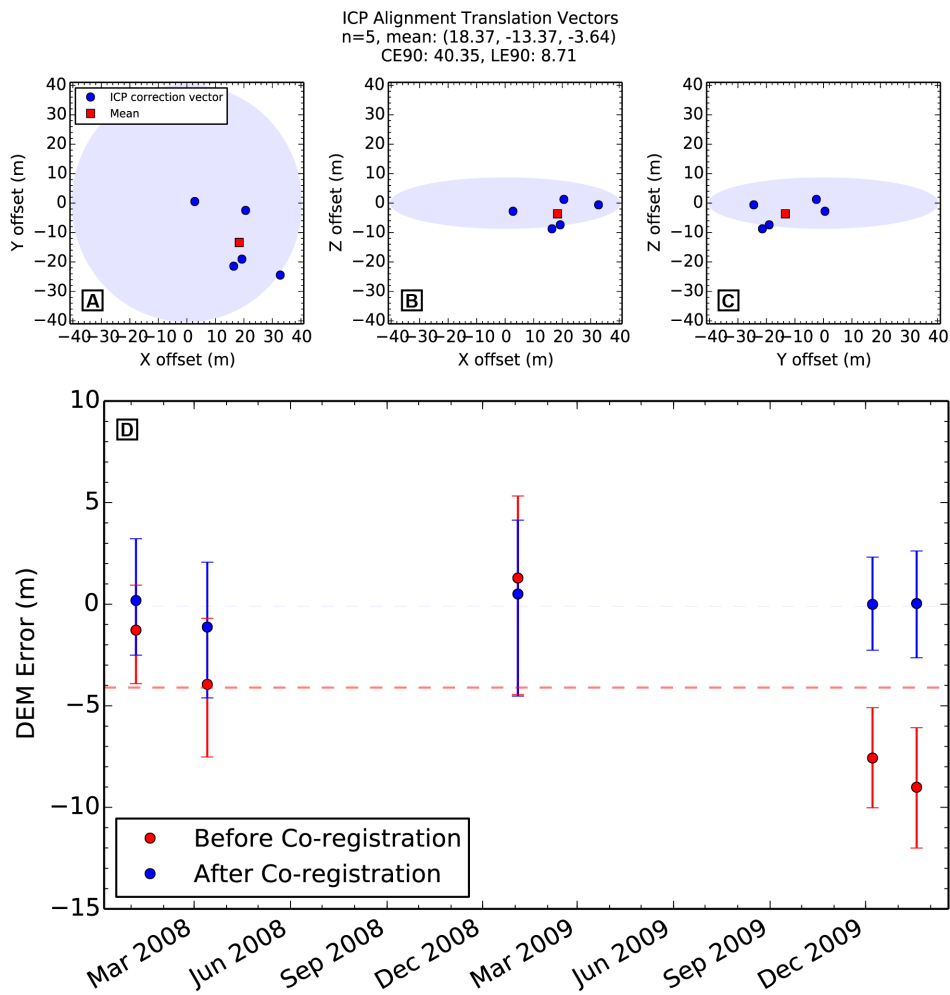 ICP Alignment Translation Vectors
n=5, mean: (18.37, -13.37, -3.64)
CE90: 40.35, LE90: 8.71
40
30
20
10
0
−10
−20
−30
−40
Y offset (m)
ICP correction vector
Mean
A
−40−30−20−10 0 10 20 30 40
X offset (m)
40
30
20
10
0
−10
−20
−30
−40
Z offset (m)
B
−40−30−20−10 0 10 20 30 40
X offset (m)
40
30
20
10
0
−10
−20
−30
−40
Z offset (m)
C
−40−30−20−10 0 10 20 30 40
Y offset (m)
10
5
0
−5
−10
−15
DEM Error (m)
D
Before Co-registration
After Co-registration
Mar 2008
Jun 2008
Sep 2008
Dec 2008
Mar 2009
Jun 2009
Sep 2009
Dec 2009